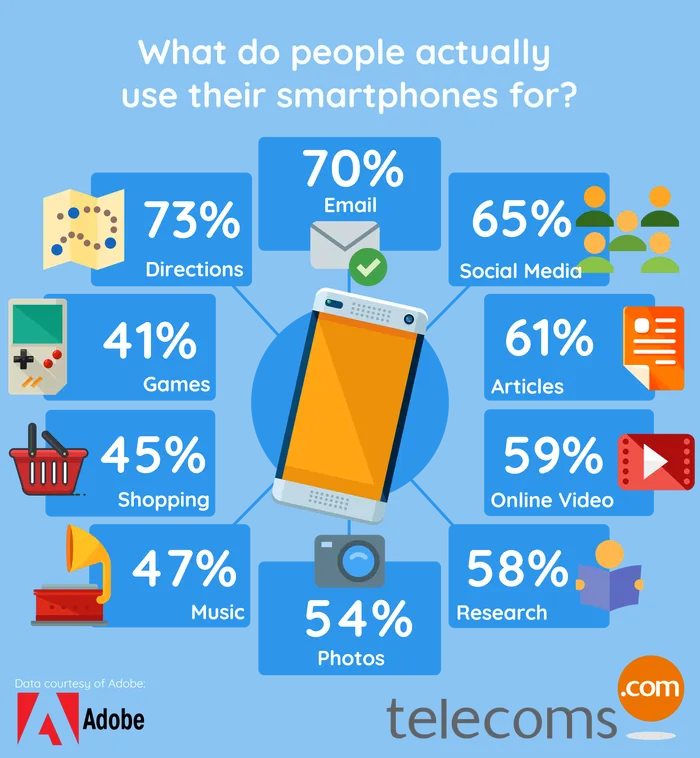 What do people actually
use their smartphones for?
70%
Email
73%
Directions
65%
Social Media
41%
Games
61%
Articles
45%
Shopping
59%
Online Video
47%
Music
58%
Research
54%
Photos
Data courtesy of Adobe:
Adobe
telecoms.com